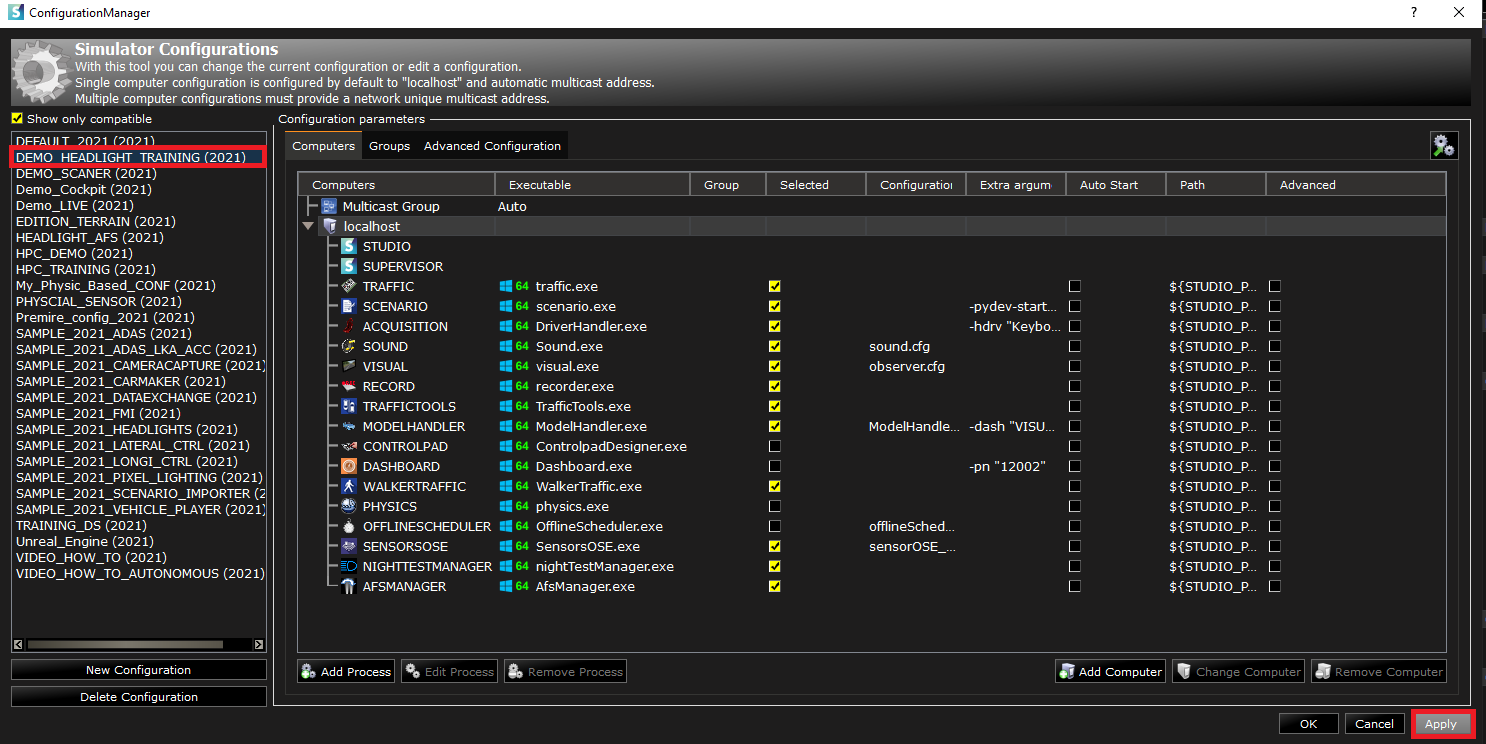 ConfigurationManager
?
Simulator Configurations
With this tool you can change the current configuration or edit a configuration.
Single computer configuration is configured by default to "localhost" and automatic multicast address.
Multiple computer configurations must provide a network unique multicast address.
Show only compatible
DEFAULT_2021 (2021)
DEMO_HEADLIGHT_TRAINING (2021)
DEMO_SCANER (2021)
Demo_Cockpit (2021)
Demo_LIVE (2021)
EDITION_TERRAIN (2021)
HEADLIGHT_AFS (2021)
HPC_DEMO (2021)
HPC_TRAINING (2021)
My_Physic_Based_CONF (2021)
PHYSCIAL_SENSOR (2021)
Premire_config_2021 (2021)
SAMPLE_2021_ADAS (2021)
SAMPLE_2021_ADAS_LKA_ACC (2021)
SAMPLE_2021_CAMERACAPTURE (2021)
SAMPLE_2021_CARMAKER (2021)
SAMPLE_2021_DATAEXCHANGE (2021)
SAMPLE_2021_FMI (2021)
SAMPLE_2021_HEADLIGHTS (2021)
SAMPLE_2021_LATERAL_CTRL (2021)
SAMPLE_2021_LONGI_CTRL (2021)
SAMPLE_2021_PIXEL_LIGHTING (2021)
SAMPLE_2021_SCENARIO_IMPORTER (2
SAMPLE_2021_VEHICLE_PLAYER (2021)
TRAINING_DS (2021)
Unreal_Engine (2021)
VIDEO_HOW_TO (2021)
VIDEO_HOW_TO_AUTONOMOUS (2021)
New Configuration
Delete Configuration
Configuration parameters
Computers Groups Advanced Configuration
Computers Executable Group Selected Configuration Extra argum Auto Start Path Advanced
Multicast Group Auto
localhost
STUDIO
SUPERVISOR
TRAFFIC 64 traffic.exe ${STUDIO_P...
SCENARIO 64 scenario.exe -pydev-start... ${STUDIO_P...
ACQUISITION 64 DriverHandler.exe -hdrv "Keybo... ${STUDIO_P...
SOUND 64 Sound.exe sound.cfg ${STUDIO_P...
VISUAL 64 visual.exe observer.cfg ${STUDIO_P...
RECORD 64 recorder.exe ${STUDIO_P...
TRAFFICTOOLS 64 TrafficTools.exe ${STUDIO_P...
MODELHANDLER 64 ModelHandler.exe ModelHandle... -dash "VISU... ${STUDIO_P...
CONTROLPAD 64 ControlpadDesigner.exe ${STUDIO_P...
DASHBOARD 64 Dashboard.exe -pn "12002" ${STUDIO_P...
WALKERTRAFFIC 64 WalkerTraffic.exe ${STUDIO_P...
PHYSICS 64 physics.exe ${STUDIO_P...
OFFLINESCHEDULER 64 OfflineScheduler.exe offlineSched... ${STUDIO_P...
SENSORSOSE 64 SensorsOSE.exe sensorOSE_... ${STUDIO_P...
NIGHTTESTMANAGER 64 nightTestManager.exe ${STUDIO_P...
AFSMANAGER 64 AfsManager.exe ${STUDIO_P...
Add Process Edit Process Remove Process Add Computer Change Computer Remove Computer
OK Cancel Apply